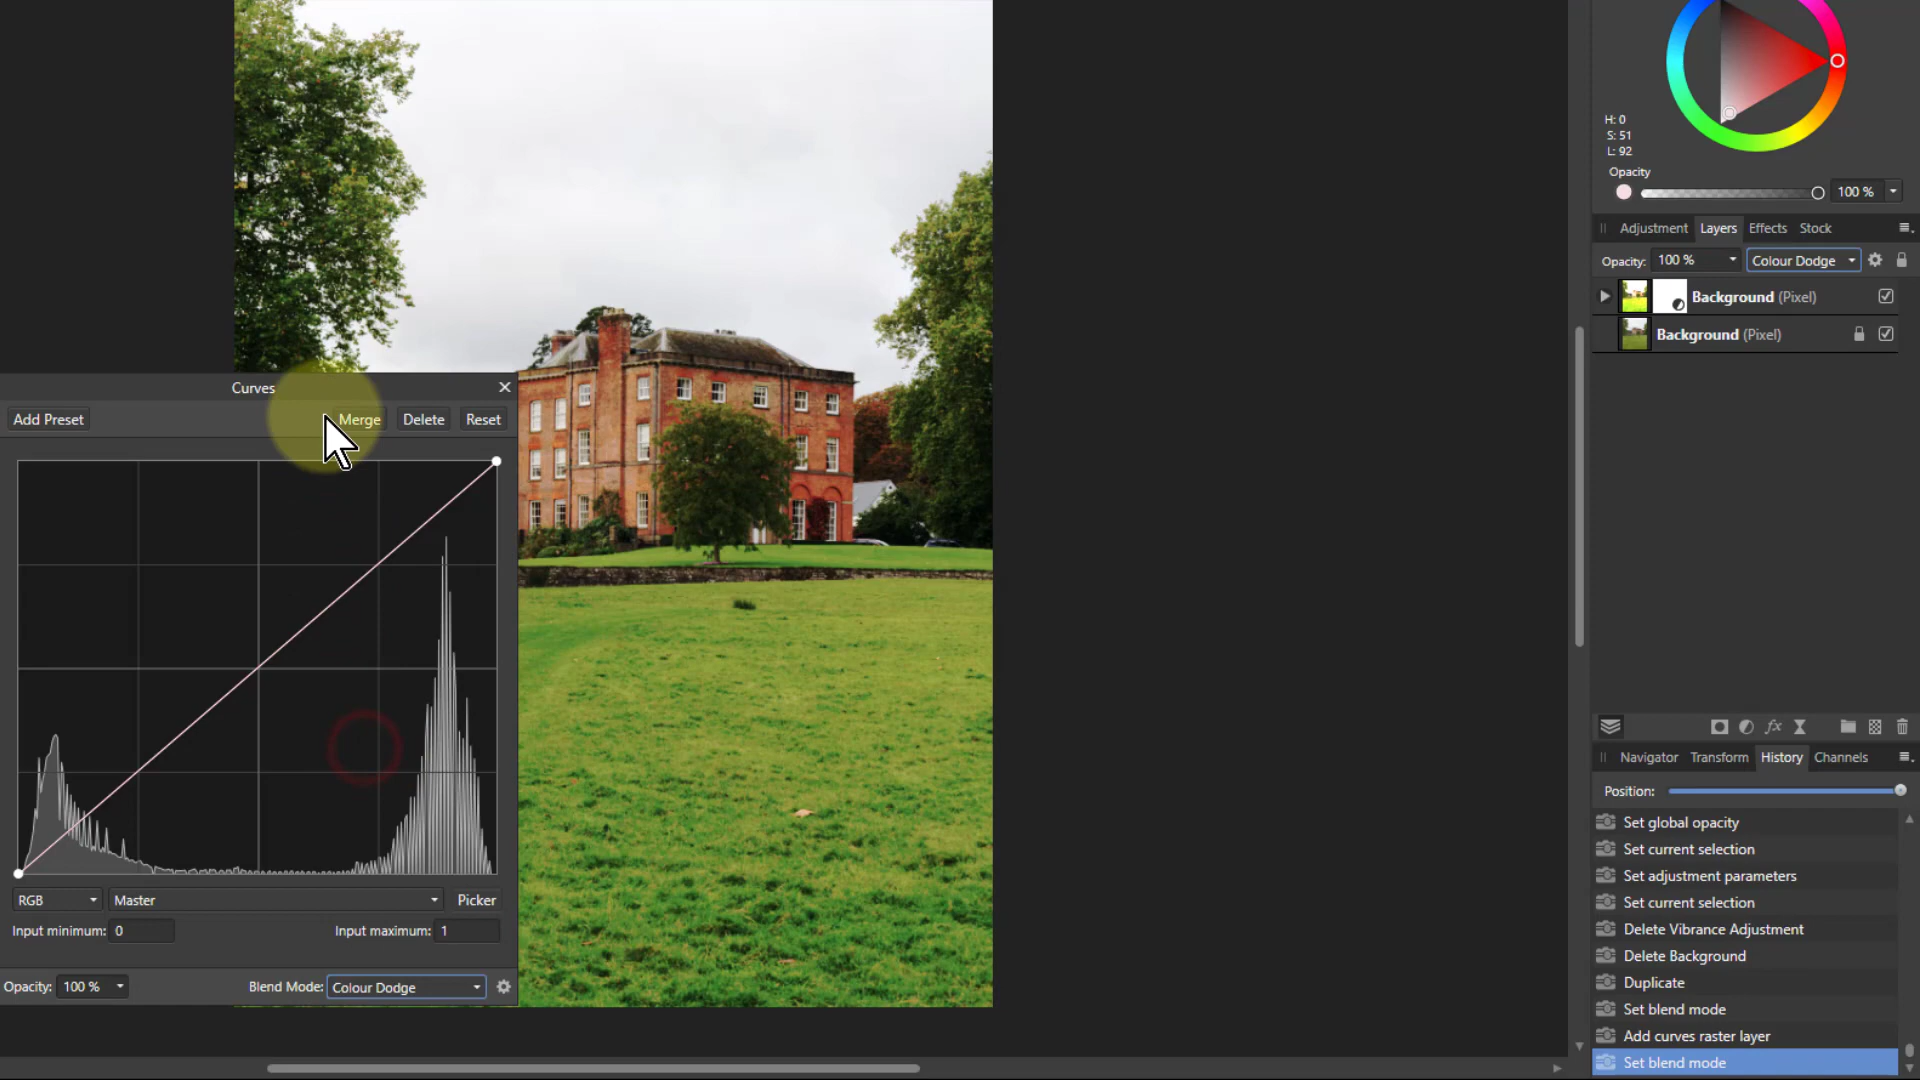 H: 0
S: 51
L: 92
Opacity
100 %
Adjustment Layers Effects Stock
Opacity: 100 % Colour Dodge
Background (Pixel)
Background (Pixel)
Curves
Add Preset Merge Delete Reset
RGB Master Picker
Input minimum: 0 Input maximum: 1
Opacity: 100 % Blend Mode: Colour Dodge
fx
Navigator Transform History Channels
Position:
Set global opacity
Set current selection
Set adjustment parameters
Set current selection
Delete Vibrance Adjustment
Delete Background
Duplicate
Set blend mode
Add curves raster layer
Set blend mode